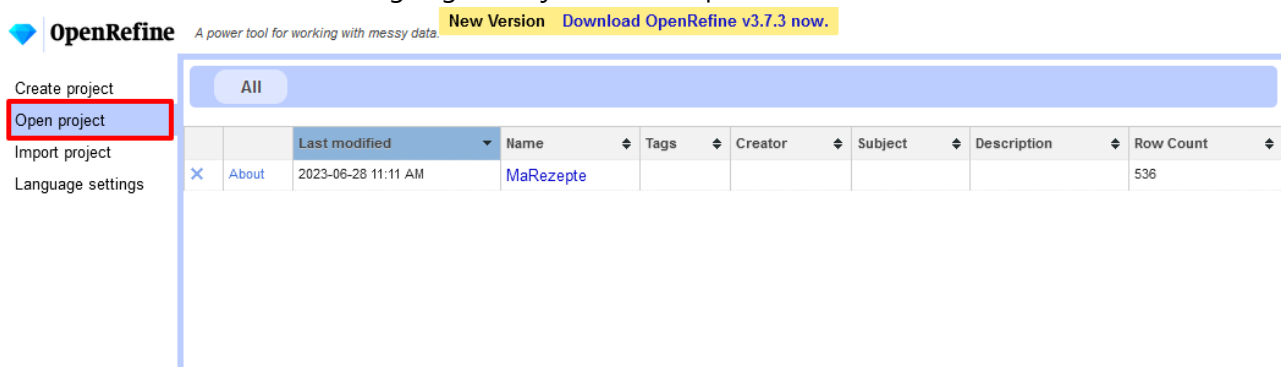 New Version Download OpenRefine v3.7.3 now.
OpenRefine A power tool for working with messy data.
Create project
Open project
Import project
Language settings
All
Last modified Name Tags Creator Subject Description Row Count
About 2023-06-28 11:11 AM MaRezepte 536